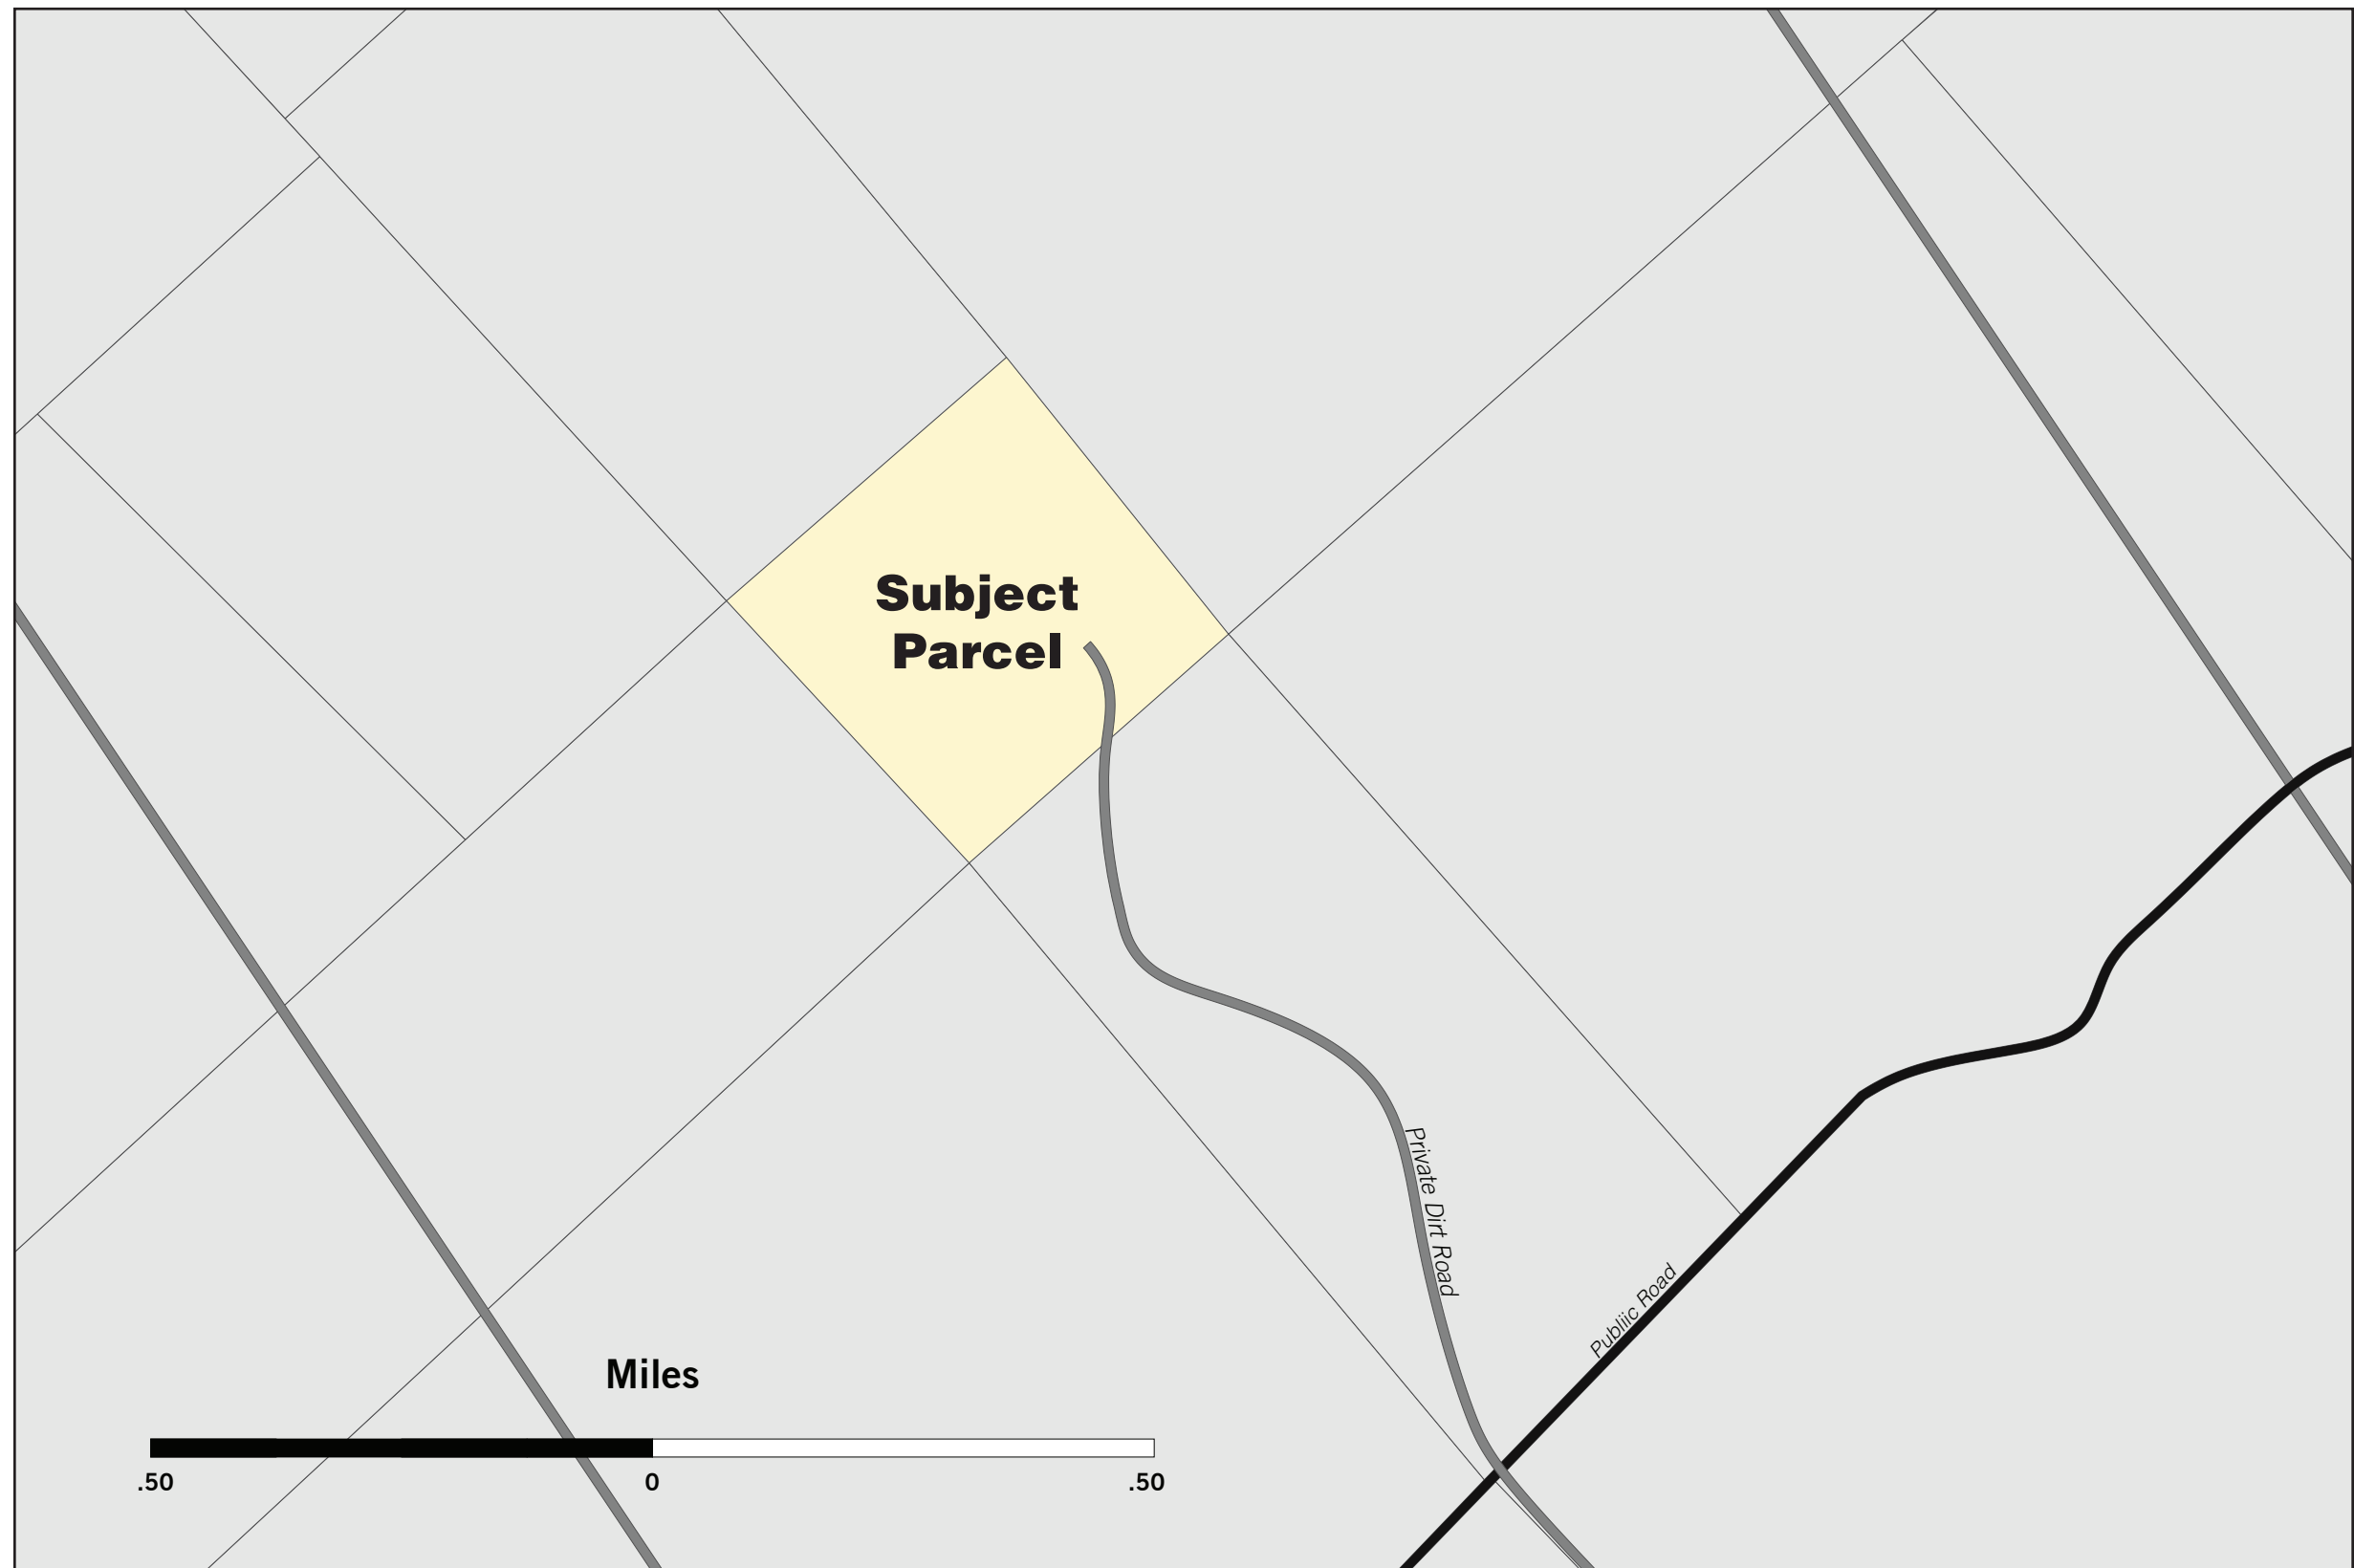 Subject
Parcel
Private Dirt Road
Publiic Road
Miles
.50 0 .50